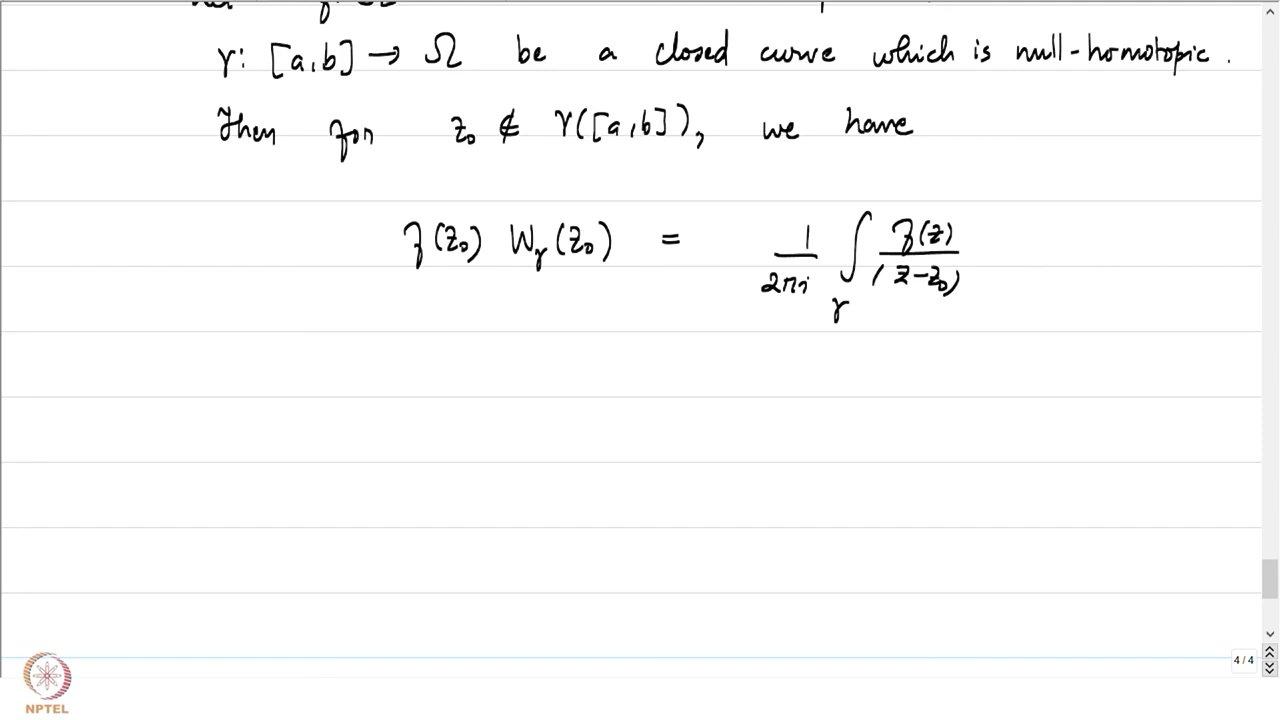 γ: [a,b] → Ω be a closed curve which is null-homotopic.
Then for z₀ ∉ γ([a,b]), we have
f(z₀) W_γ(z₀) = 1/2πi ∫_γ f(z)/(z-z₀)
4 / 4
NPTEL